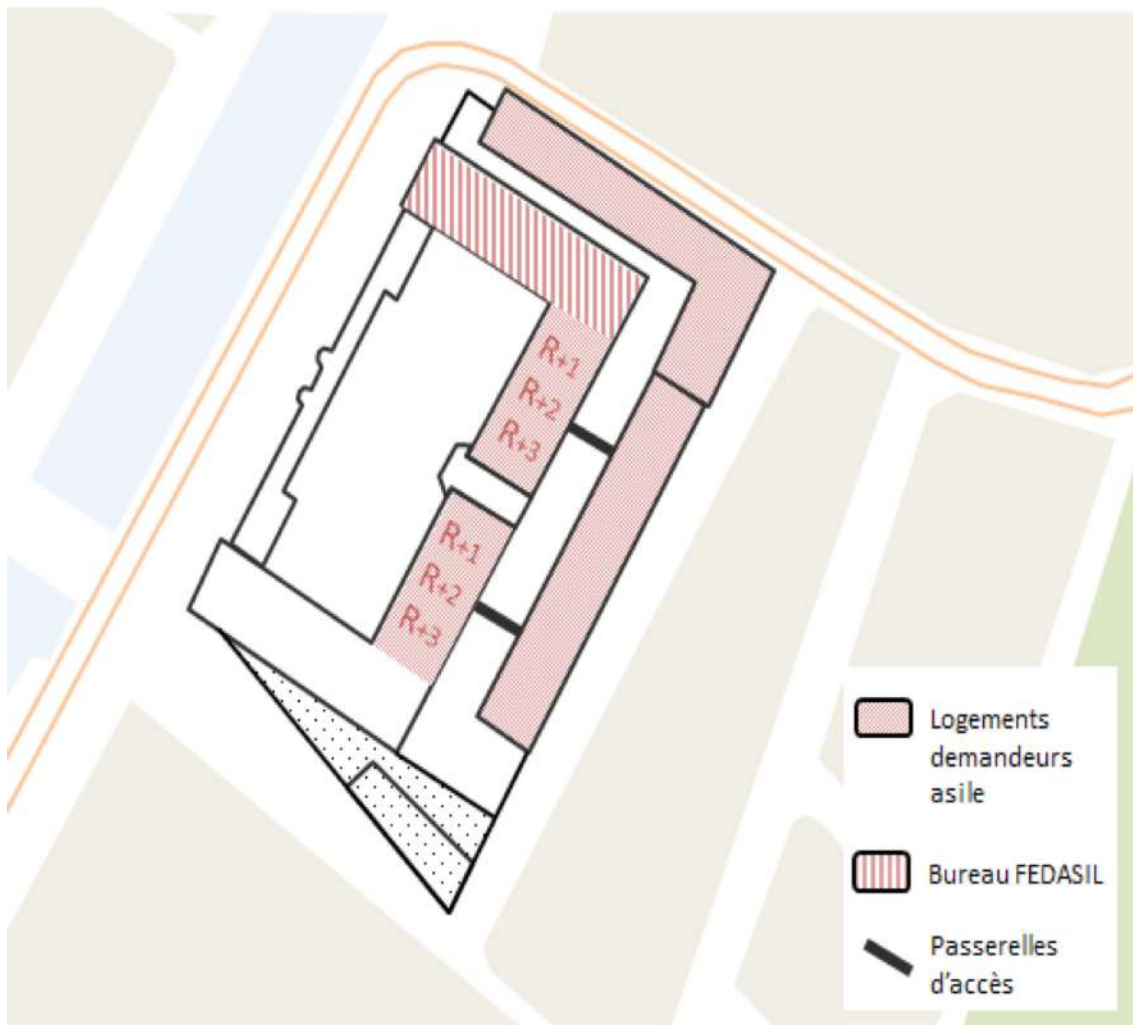 R+1
R+2
R+3
R+1
R+2
R+3
Logements
demandeurs
asile
Bureau FEDASIL
Passerelles
d'accès